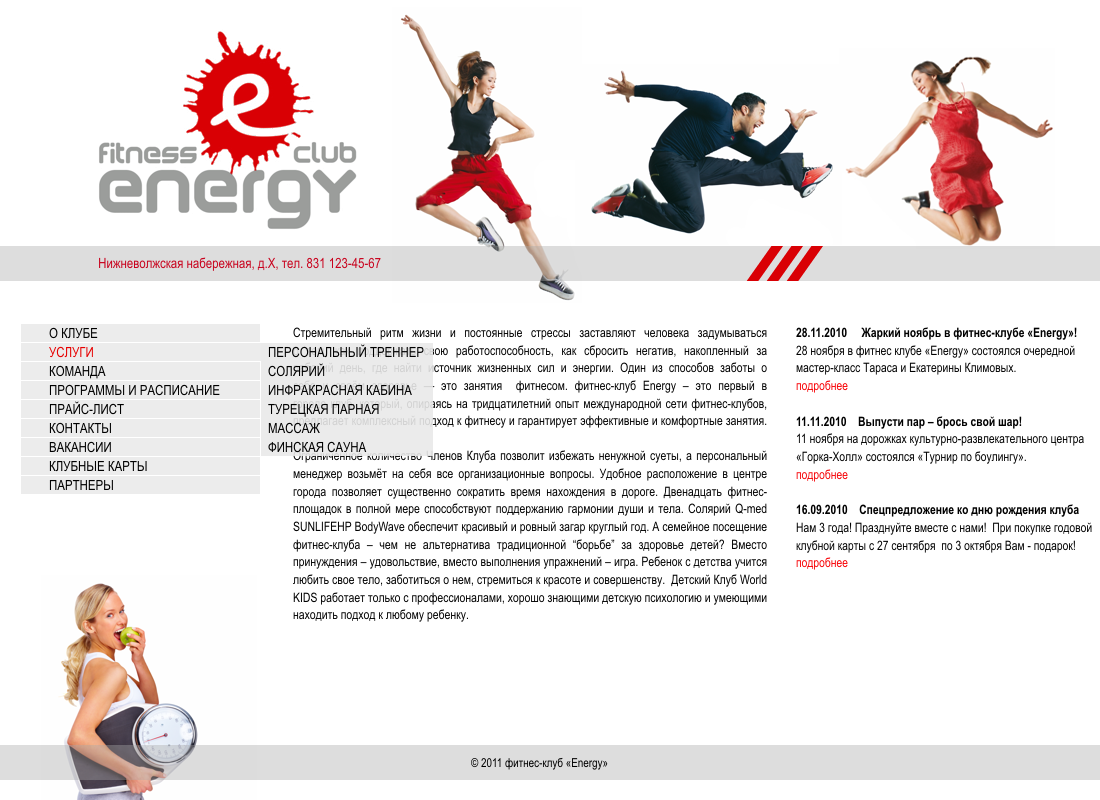 fitness club
energy
Нижневолжская набережная, д.Х, тел. 831 123-45-67
О КЛУБЕ
УСЛУГИ
КОМАНДА
ПРОГРАММЫ И РАСПИСАНИЕ
ПРАЙС-ЛИСТ
КОНТАКТЫ
ВАКАНСИИ
КЛУБНЫЕ КАРТЫ
ПАРТНЕРЫ
ПЕРСОНАЛЬНЫЙ ТРЕННЕР
СОЛЯРИЙ
ИНФРАКРАСНАЯ КАБИНА
ТУРЕЦКАЯ ПАРНАЯ
МАССАЖ
ФИНСКАЯ САУНА
Стремительный ритм жизни и постоянные стрессы заставляют человека задумываться
работоспособность, как сбросить негатив, накопленный за
день, где найти источник жизненных сил и энергии. Один из способов заботы о
— это занятия фитнесом. фитнес-клуб Energy – это первый в
опираясь на тридцатилетний опыт международной сети фитнес-клубов,
комплексный подход к фитнесу и гарантирует эффективные и комфортные занятия.
Ограниченное количество членов Клуба позволит избежать ненужной суеты, а персональный
менеджер возьмёт на себя все организационные вопросы. Удобное расположение в центре
города позволяет существенно сократить время нахождения в дороге. Двенадцать фитнес-
площадок в полной мере способствуют поддержанию гармонии души и тела. Солярий Q-med
SUNLIFEHP BodyWave обеспечит красивый и ровный загар круглый год. А семейное посещение
фитнес-клуба – чем не альтернатива традиционной “борьбе” за здоровье детей? Вместо
принуждения – удовольствие, вместо выполнения упражнений – игра. Ребенок с детства учится
любить свое тело, заботиться о нем, стремиться к красоте и совершенству. Детский Клуб World
KIDS работает только с профессионалами, хорошо знающими детскую психологию и умеющими
находить подход к любому ребенку.
28.11.2010 Жаркий ноябрь в фитнес-клубе «Energy»!
28 ноября в фитнес клубе «Energy» состоялся очередной
мастер-класс Тараса и Екатерины Климовых.
подробнее
11.11.2010 Выпусти пар – брось свой шар!
11 ноября на дорожках культурно-развлекательного центра
«Горка-Холл» состоялся «Турнир по боулингу».
подробнее
16.09.2010 Спецпредложение ко дню рождения клуба
Нам 3 года! Празднуйте вместе с нами! При покупке годовой
клубной карты с 27 сентября по 3 октября Вам - подарок!
подробнее
© 2011 фитнес-клуб «Energy»